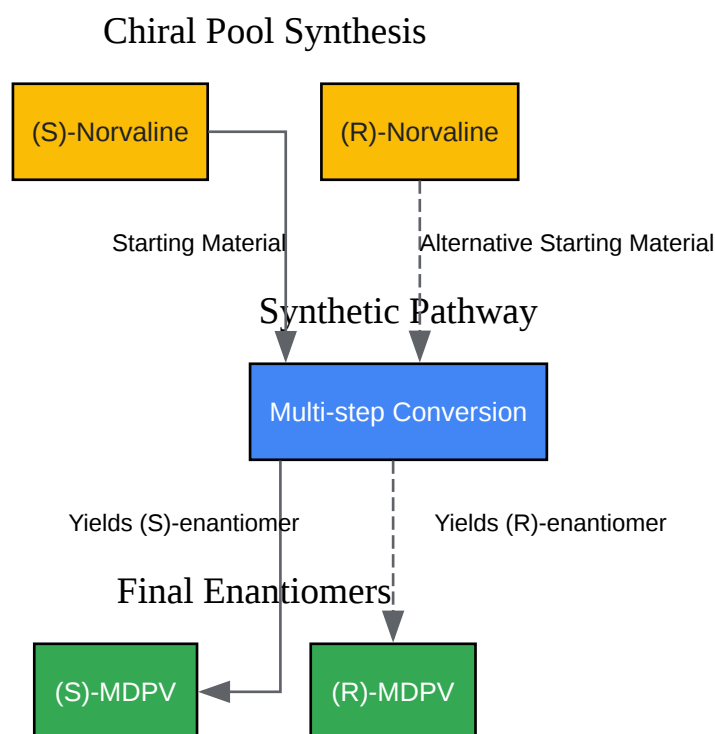 Chiral Pool Synthesis
(S)-Norvaline
(R)-Norvaline
Starting Material
Alternative Starting Material
Synthetic Pathway
Multi-step Conversion
Yields (S)-enantiomer
Yields (R)-enantiomer
Final Enantiomers
(S)-MDPV
(R)-MDPV